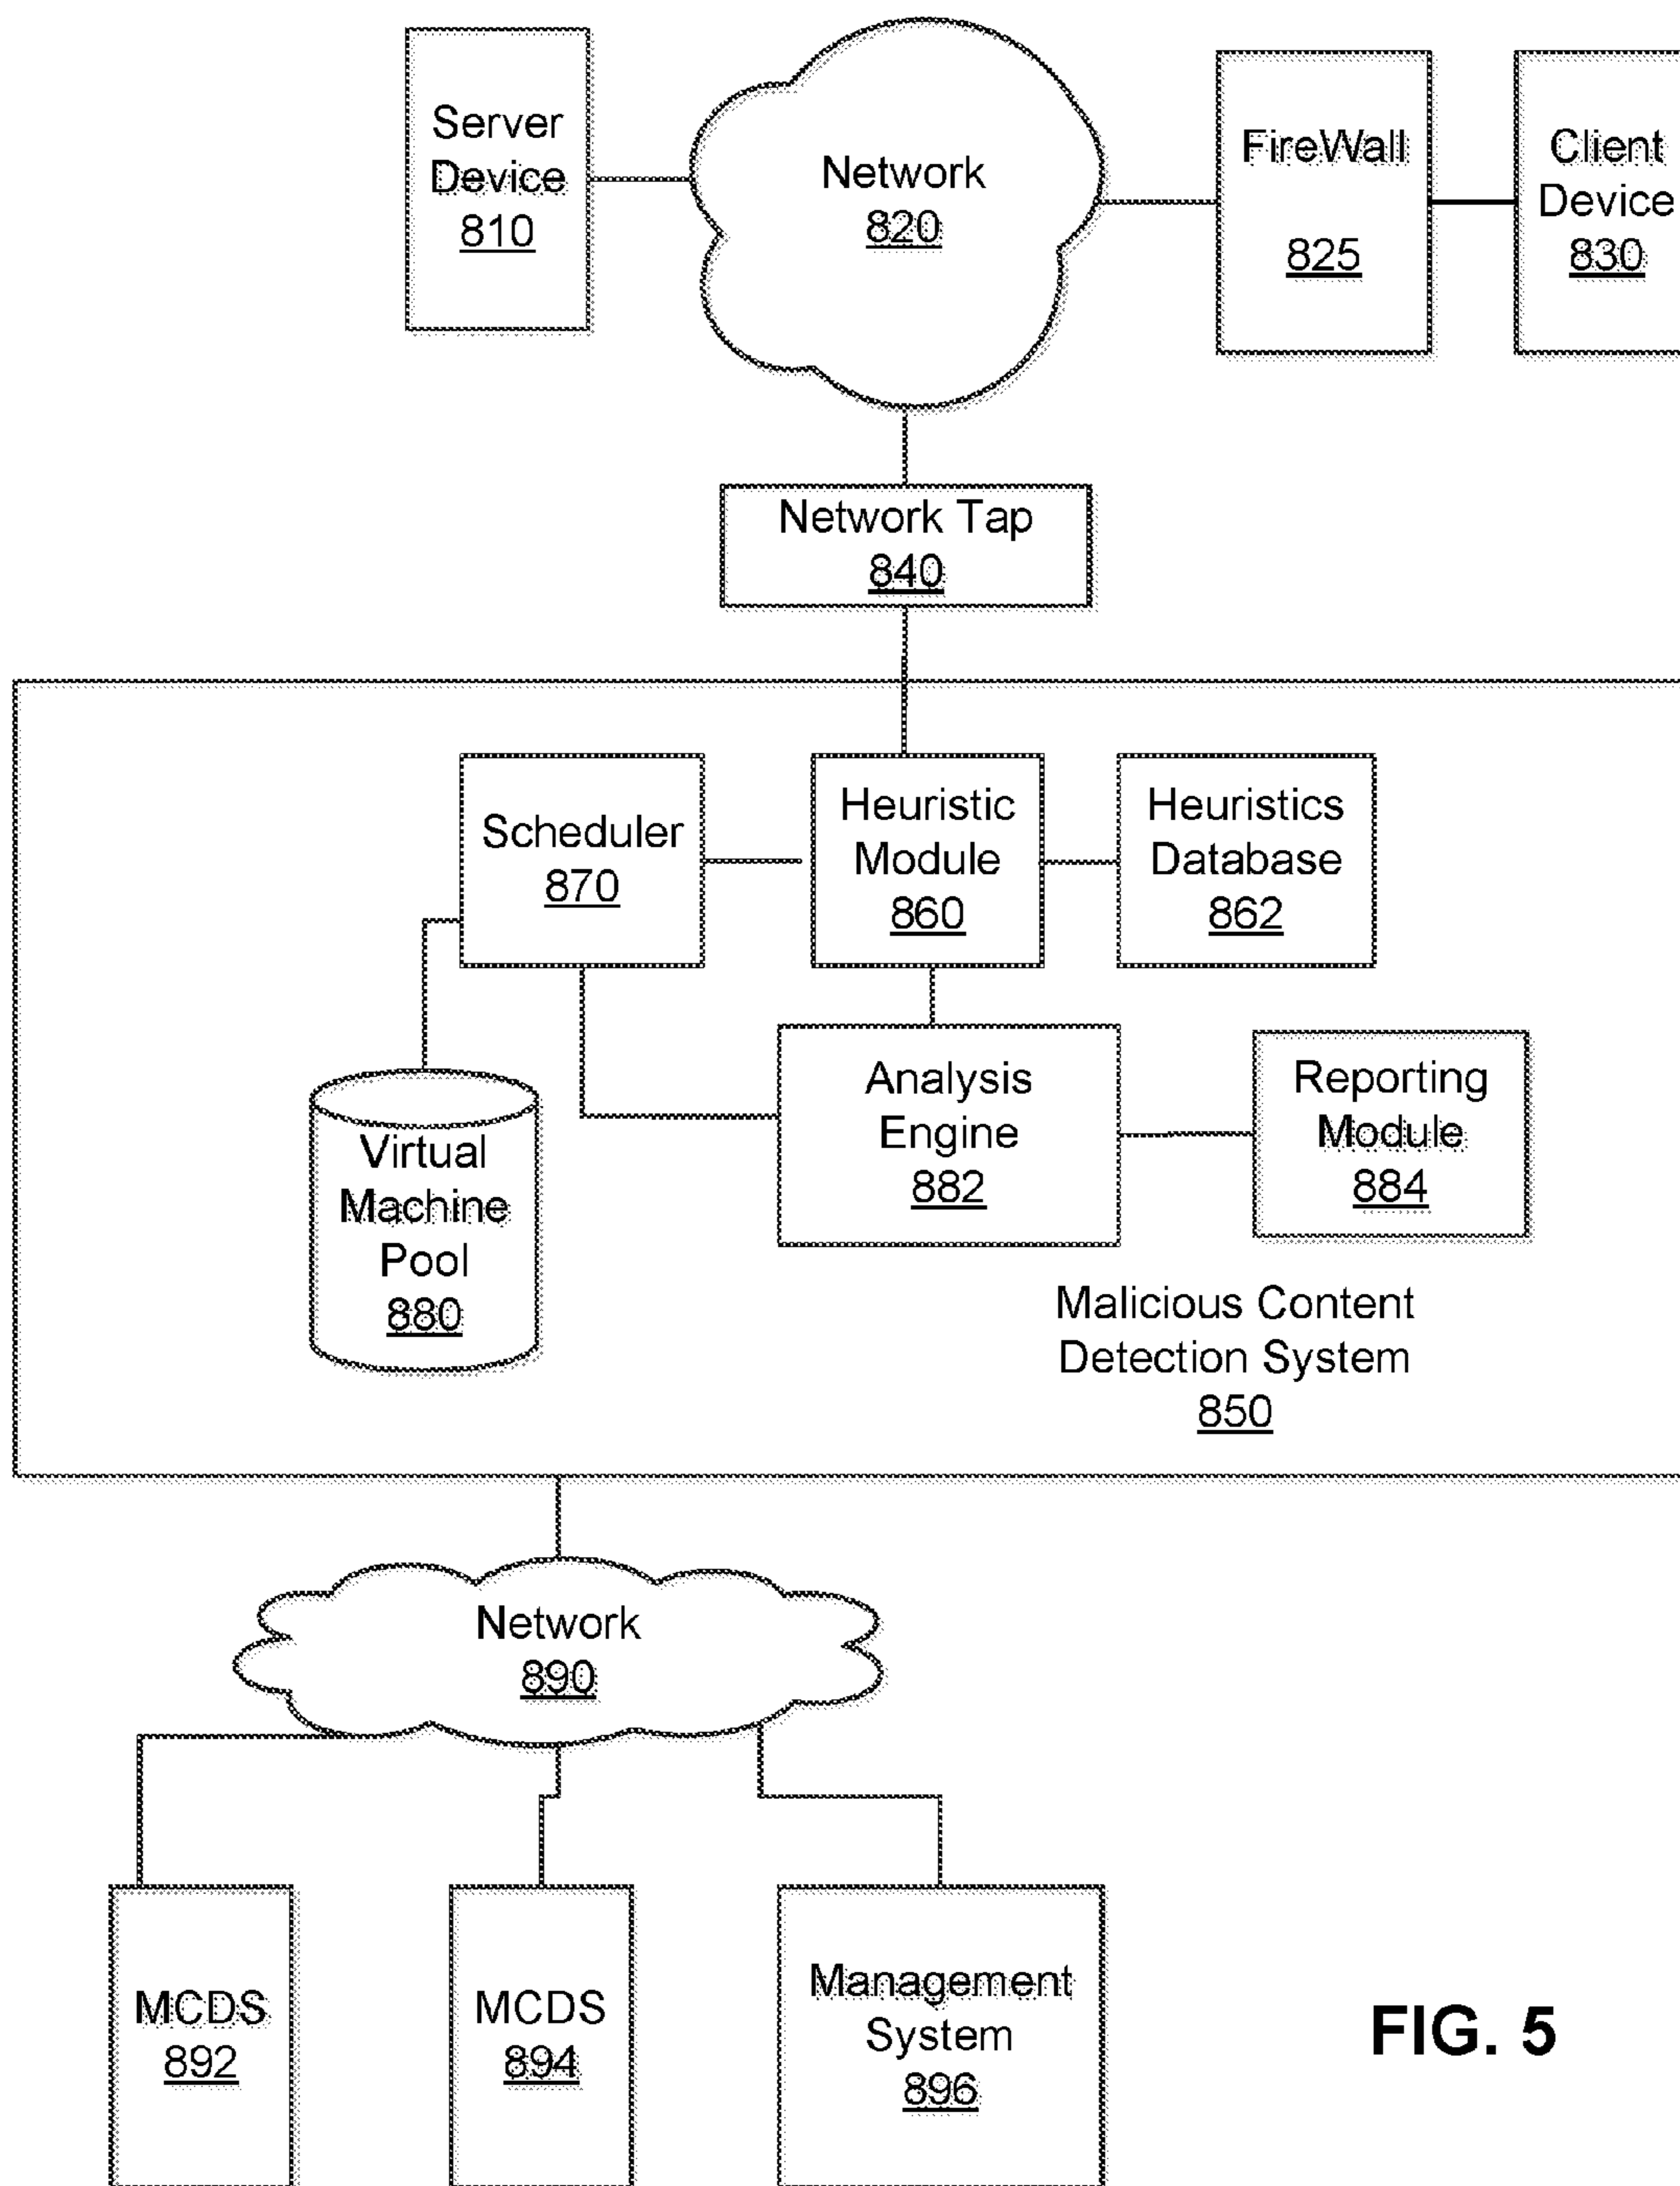 Server
Device
810
Network
820
FireWall
825
Client
Device
830
Network Tap
840
Scheduler
870
Heuristic
Module
860
Heuristics
Database
862
Virtual
Machine
Pool
880
Analysis
Engine
882
Reporting
Module
884
Malicious Content
Detection System
850
Network
890
MCDS
892
MCDS
894
Management
System
896
FIG. 5